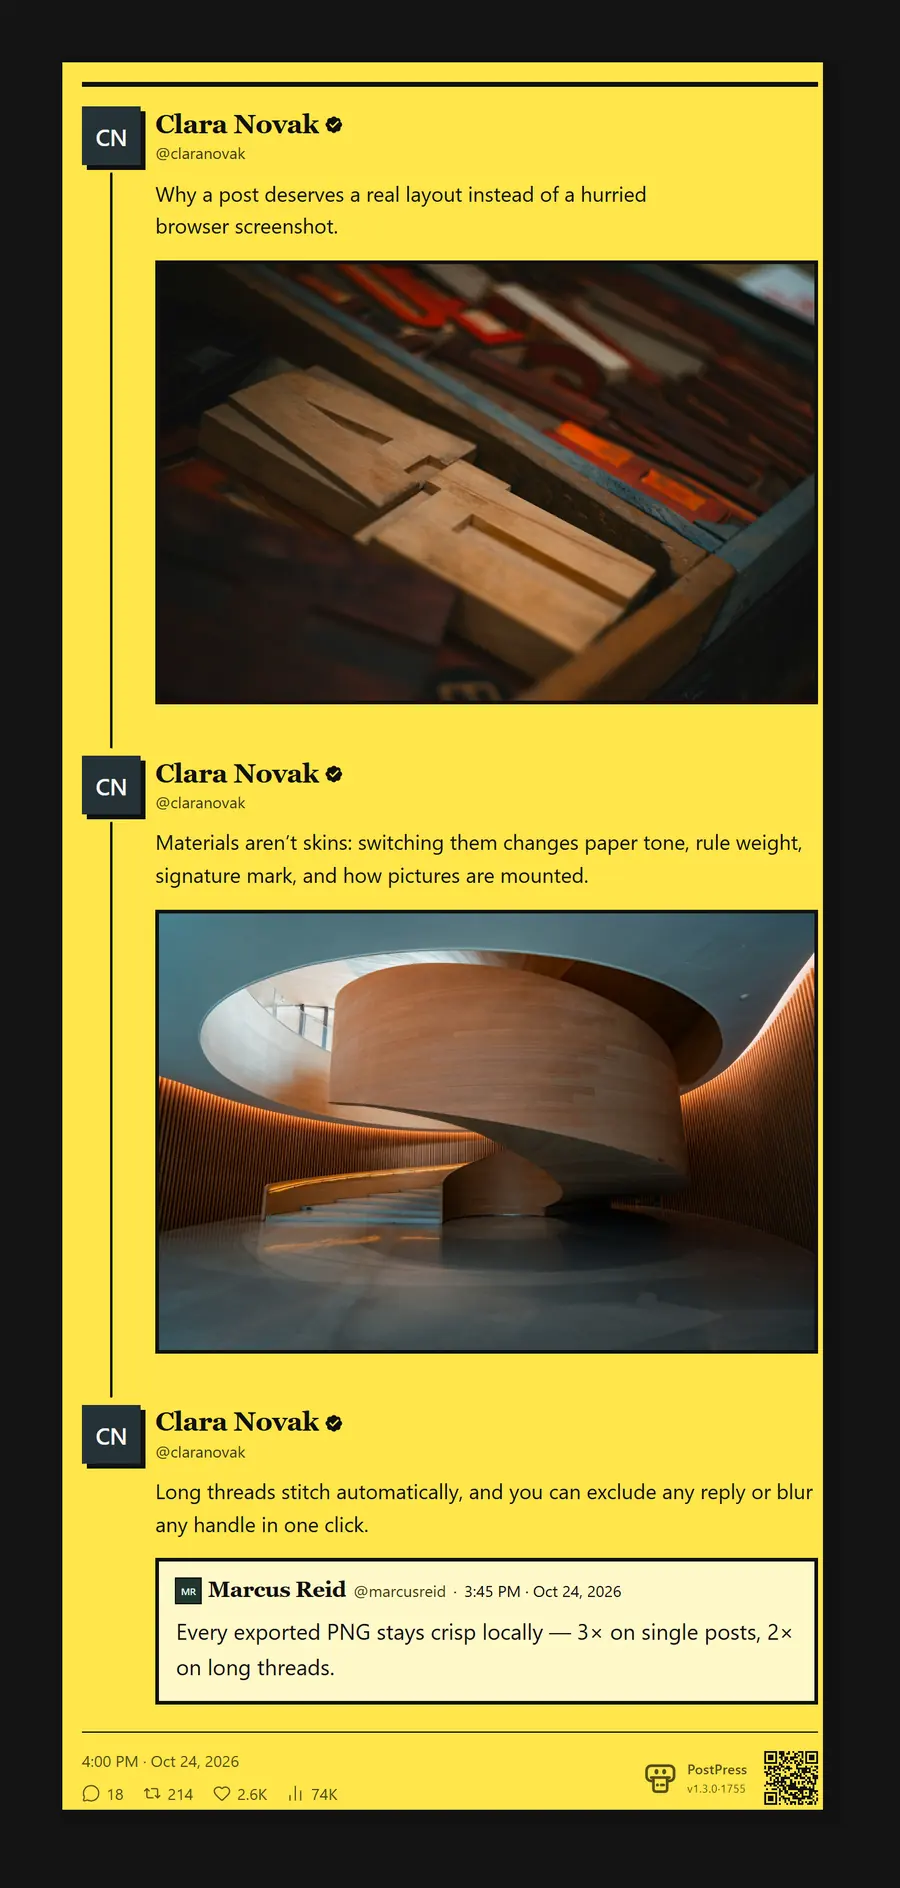 CN
Clara Novak
@claranovak
Why a post deserves a real layout instead of a hurried
browser screenshot.
CN
Clara Novak
@claranovak
Materials aren’t skins: switching them changes paper tone, rule weight,
signature mark, and how pictures are mounted.
CN
Clara Novak
@claranovak
Long threads stitch automatically, and you can exclude any reply or blur
any handle in one click.
MR Marcus Reid @marcusreid · 3:45 PM · Oct 24, 2026
Every exported PNG stays crisp locally — 3× on single posts, 2×
on long threads.
4:00 PM · Oct 24, 2026
18 214 2.6K 74K
PostPress
v1.3.0-1755